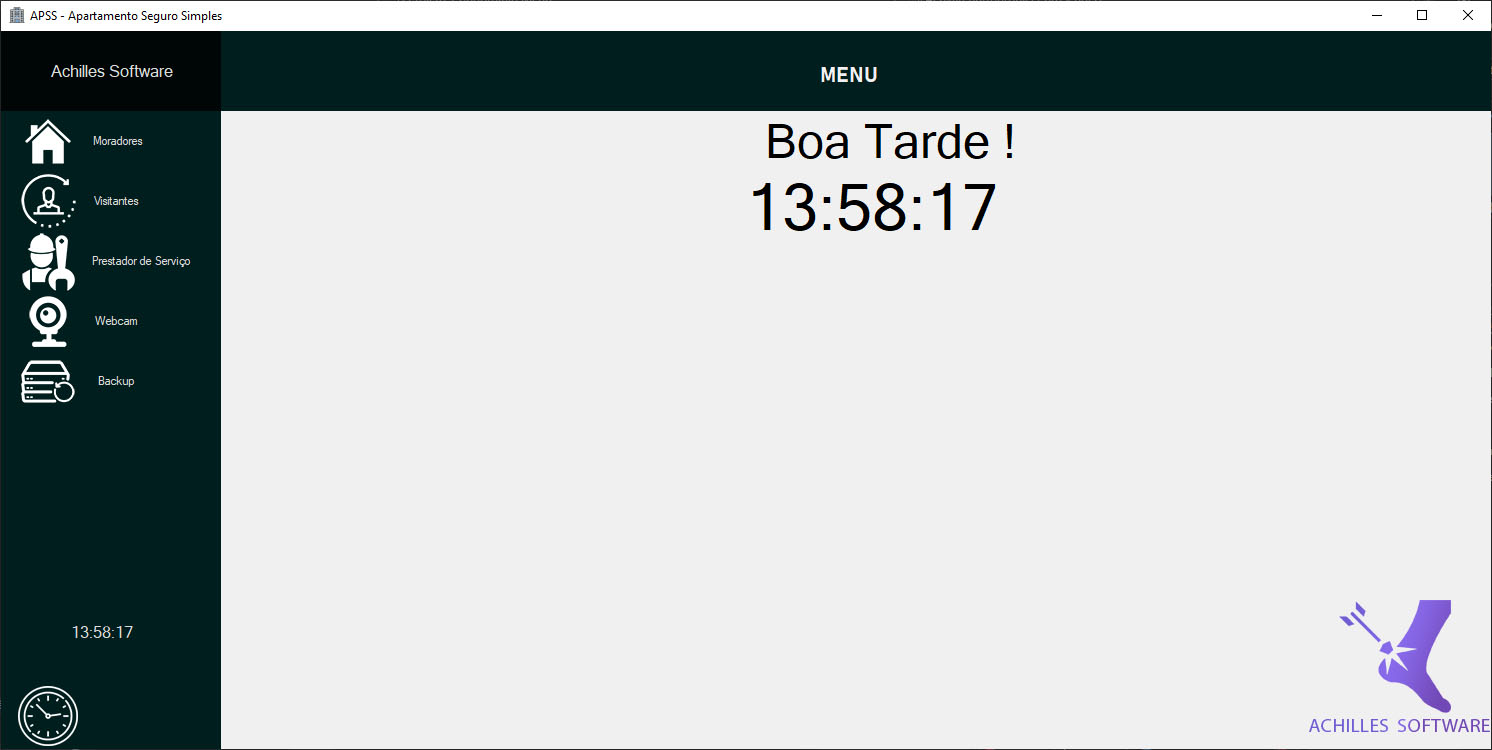 APSS - Apartamento Seguro Simples
Achilles Software
MENU
Moradores
Visitantes
Prestador de Serviço
Webcam
Backup
13:58:17
Boa Tarde !
13:58:17
ACHILLES SOFTWARE